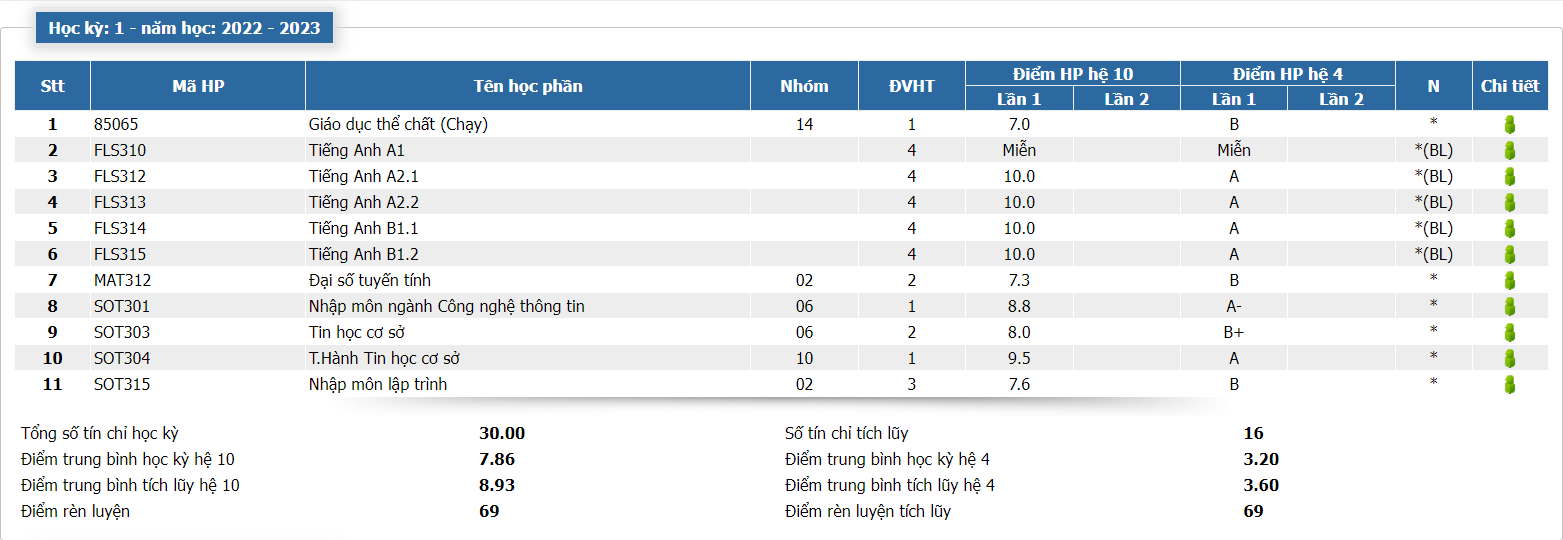 Học kỳ: 1 - năm học: 2022 - 2023
Stt Mã HP Tên học phần Nhóm ĐVHT Điểm HP hệ 10 Điểm HP hệ 4 N Chi tiết
Lần 1 Lần 2 Lần 1 Lần 2
1 85065 Giáo dục thể chất (Chạy) 14 1 7.0 B *
2 FLS310 Tiếng Anh A1 4 Miễn Miễn *(BL)
3 FLS312 Tiếng Anh A2.1 4 10.0 A *(BL)
4 FLS313 Tiếng Anh A2.2 4 10.0 A *(BL)
5 FLS314 Tiếng Anh B1.1 4 10.0 A *(BL)
6 FLS315 Tiếng Anh B1.2 4 10.0 A *(BL)
7 MAT312 Đại số tuyến tính 02 2 7.3 B *
8 SOT301 Nhập môn ngành Công nghệ thông tin 06 1 8.8 A- *
9 SOT303 Tin học cơ sở 06 2 8.0 B+ *
10 SOT304 T.Hành Tin học cơ sở 10 1 9.5 A *
11 SOT315 Nhập môn lập trình 02 3 7.6 B *
Tổng số tín chỉ học kỳ 30.00 Số tín chỉ tích lũy 16
Điểm trung bình học kỳ hệ 10 7.86 Điểm trung bình học kỳ hệ 4 3.20
Điểm trung bình tích lũy hệ 10 8.93 Điểm trung bình tích lũy hệ 4 3.60
Điểm rèn luyện 69 Điểm rèn luyện tích lũy 69